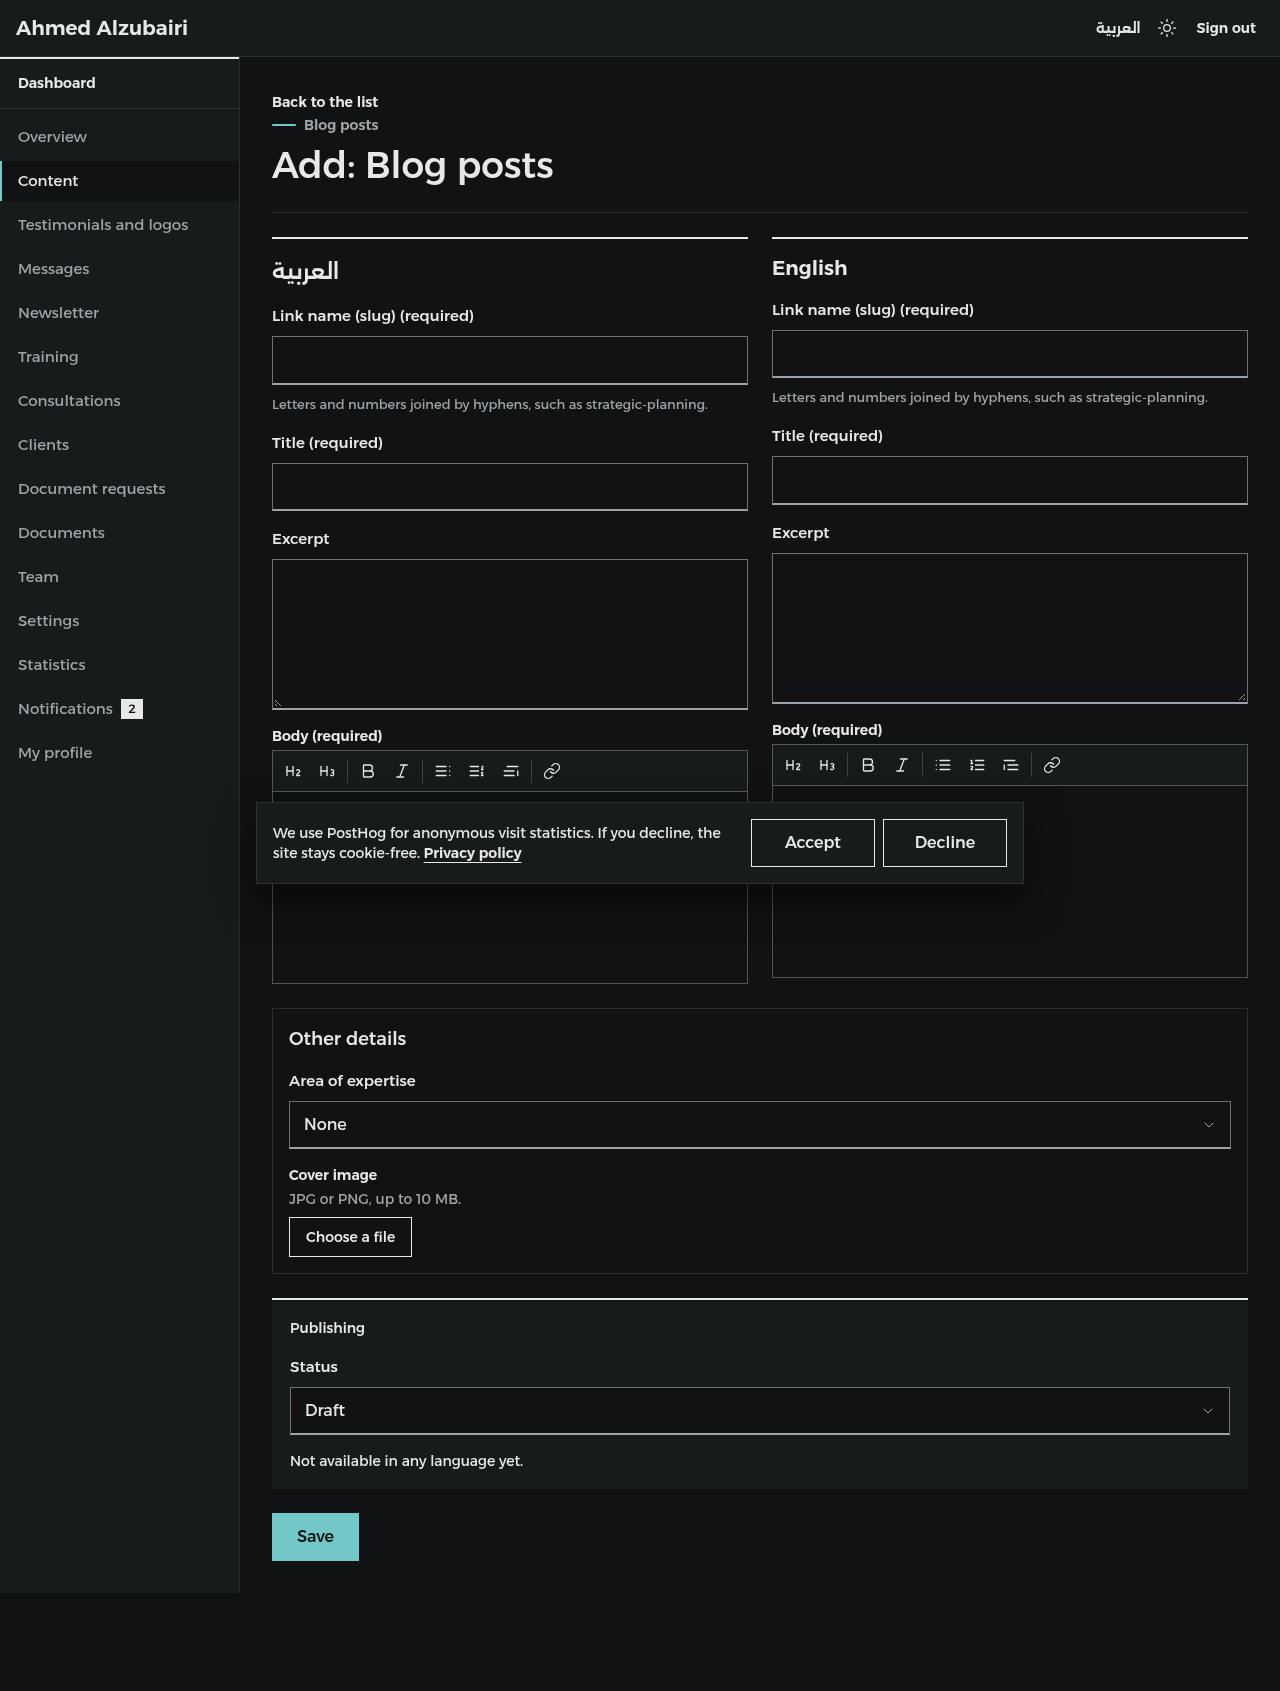 Ahmed Alzubairi
العربية
Sign out
Dashboard
Overview
Content
Testimonials and logos
Messages
Newsletter
Training
Consultations
Clients
Document requests
Documents
Team
Settings
Statistics
Notifications 2
My profile
Back to the list
Blog posts
Add: Blog posts
العربية
Link name (slug) (required)
Letters and numbers joined by hyphens, such as strategic-planning.
Title (required)
Excerpt
Body (required)
H2 H3 B I
English
Link name (slug) (required)
Letters and numbers joined by hyphens, such as strategic-planning.
Title (required)
Excerpt
Body (required)
H2 H3 B I
We use PostHog for anonymous visit statistics. If you decline, the
site stays cookie-free. Privacy policy
Accept
Decline
Other details
Area of expertise
None
Cover image
JPG or PNG, up to 10 MB.
Choose a file
Publishing
Status
Draft
Not available in any language yet.
Save